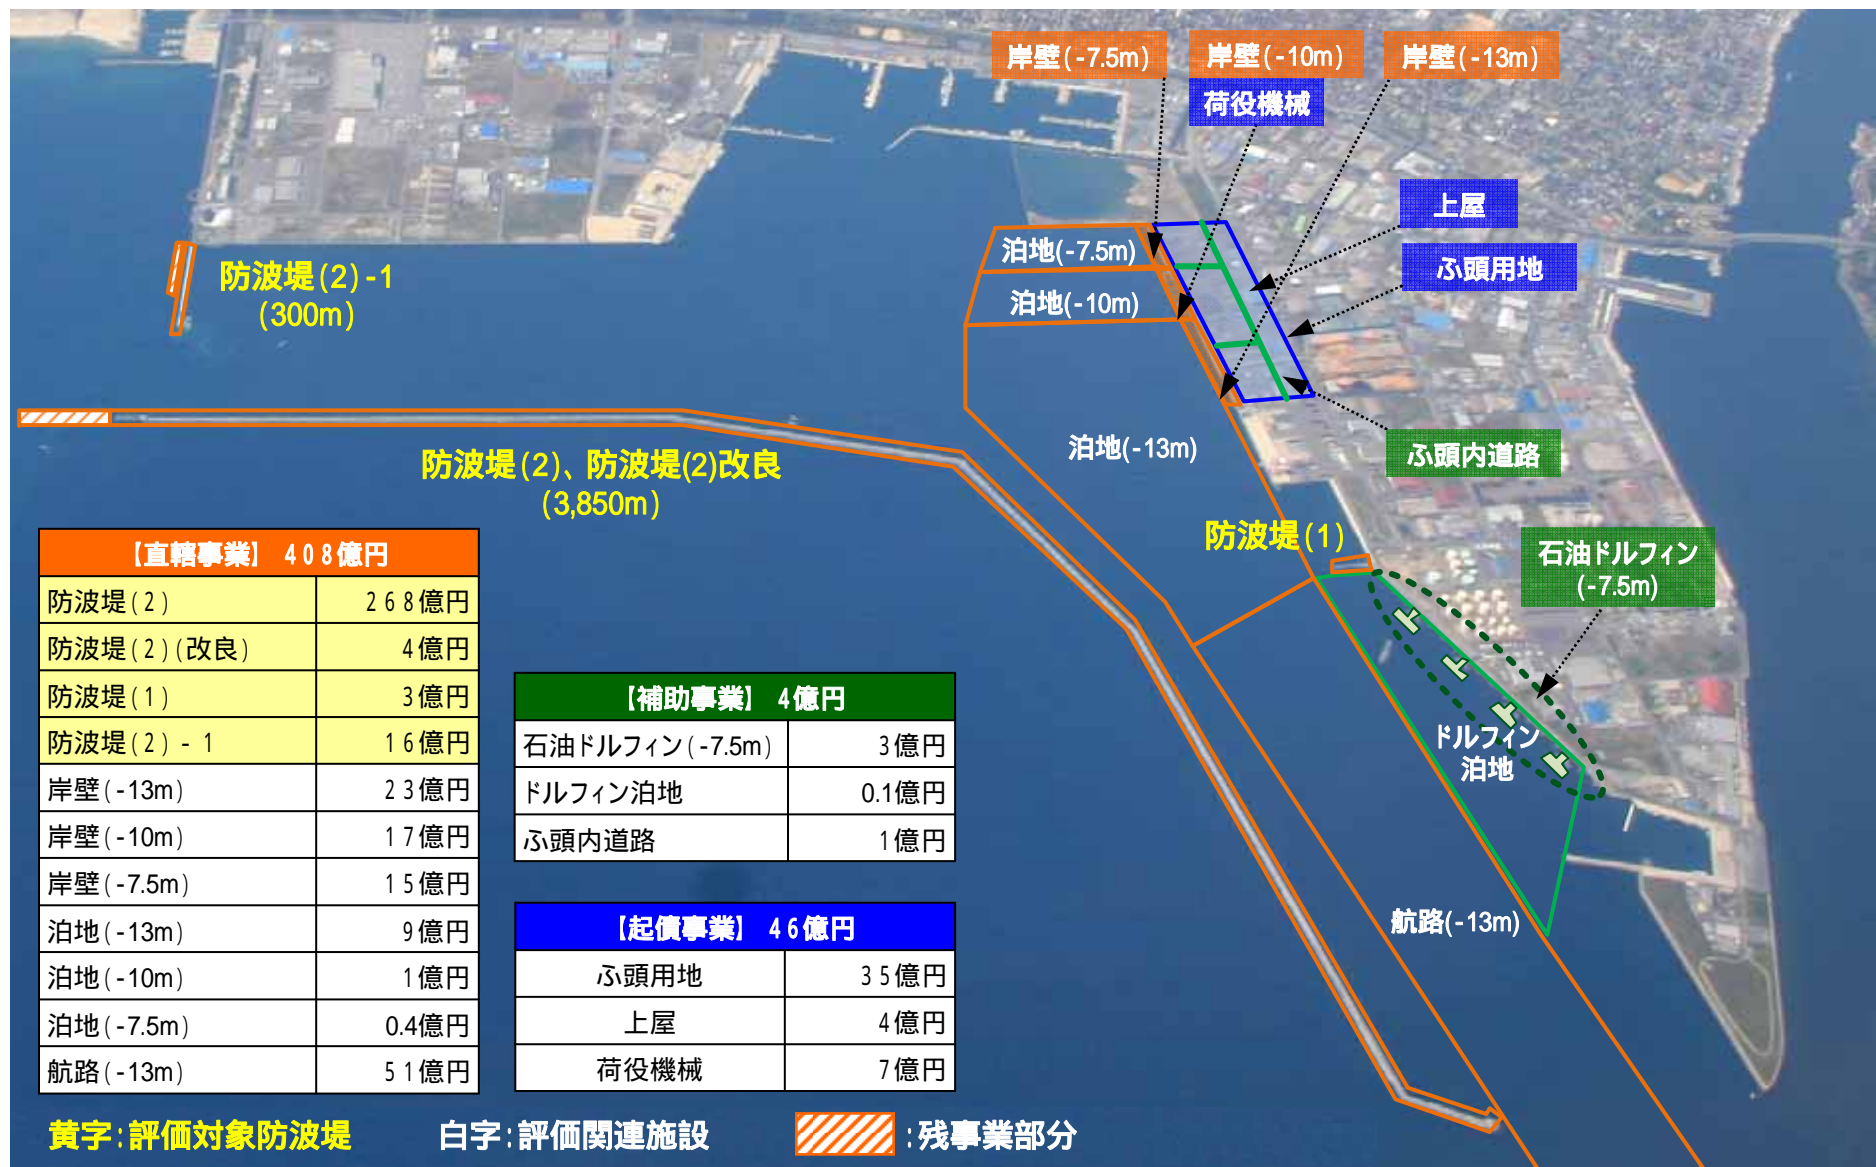 岸壁(-7.5m)
岸壁(-10m)
岸壁(-13m)
荷役機械
上屋
ふ頭用地
泊地(-7.5m)
泊地(-10m)
防波堤(2)-1
(300m)
泊地(-13m)
ふ頭内道路
防波堤(2)、防波堤(2)改良
(3,850m)
防波堤(1)
石油ドルフィン
(-7.5m)
ドルフィン
泊地
航路(-13m)
【直轄事業】 408億円
防波堤(2) 268億円
防波堤(2)(改良) 4億円
防波堤(1) 3億円
防波堤(2)-1 16億円
岸壁(-13m) 23億円
岸壁(-10m) 17億円
岸壁(-7.5m) 15億円
泊地(-13m) 9億円
泊地(-10m) 1億円
泊地(-7.5m) 0.4億円
航路(-13m) 51億円
【補助事業】 4億円
石油ドルフィン(-7.5m) 3億円
ドルフィン泊地 0.1億円
ふ頭内道路 1億円
【起債事業】 46億円
ふ頭用地 35億円
上屋 4億円
荷役機械 7億円
黄字:評価対象防波堤
白字:評価関連施設
:残事業部分